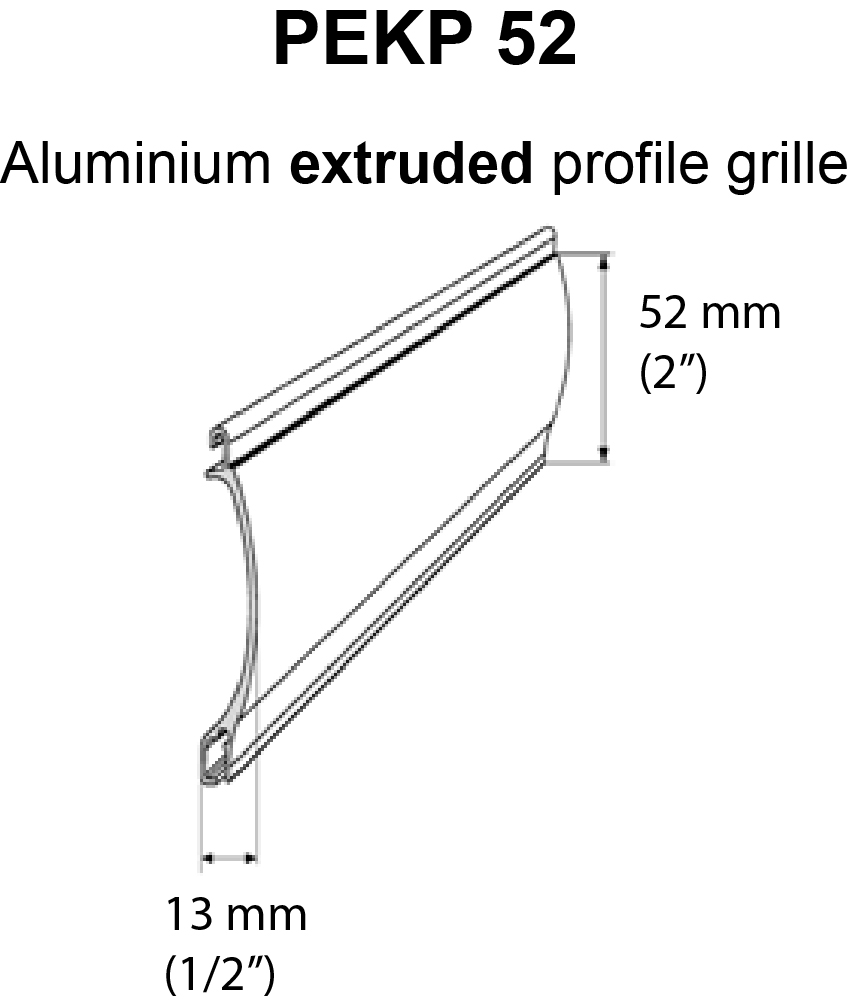 PEKP 52
Aluminium extruded profile grille
52 mm
(2”)
13 mm
(1/2”)